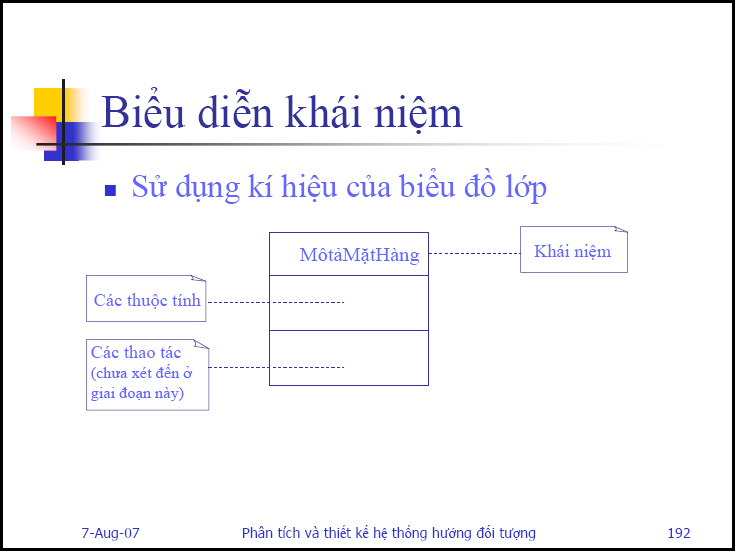 Biểu diễn khái niệm
Sử dụng kí hiệu của biểu đồ lớp
MôtảMặtHàng
Khái niệm
Các thuộc tính
Các thao tác
(chưa xét đến ở
giai đoạn này)
7-Aug-07
Phân tích và thiết kế hệ thống hướng đối tượng
192